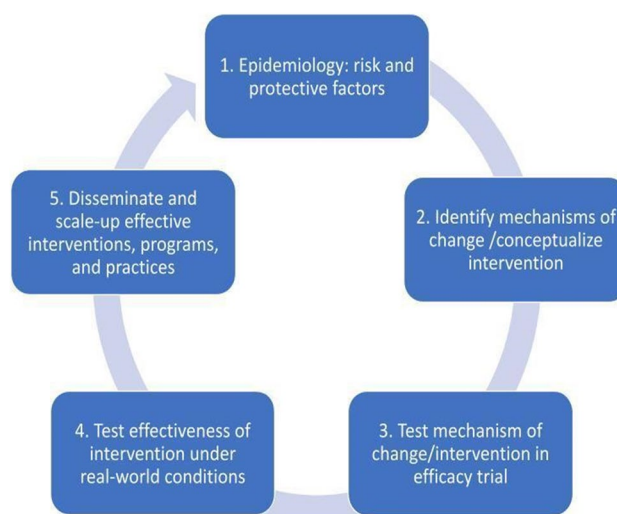 1. Epidemiology: risk and
protective factors
2. Identify mechanisms of
change /conceptualize
intervention
3. Test mechanism of
change/intervention in
efficacy trial
4. Test effectiveness of
intervention under
real-world conditions
5. Disseminate and
scale-up effective
interventions, programs,
and practices